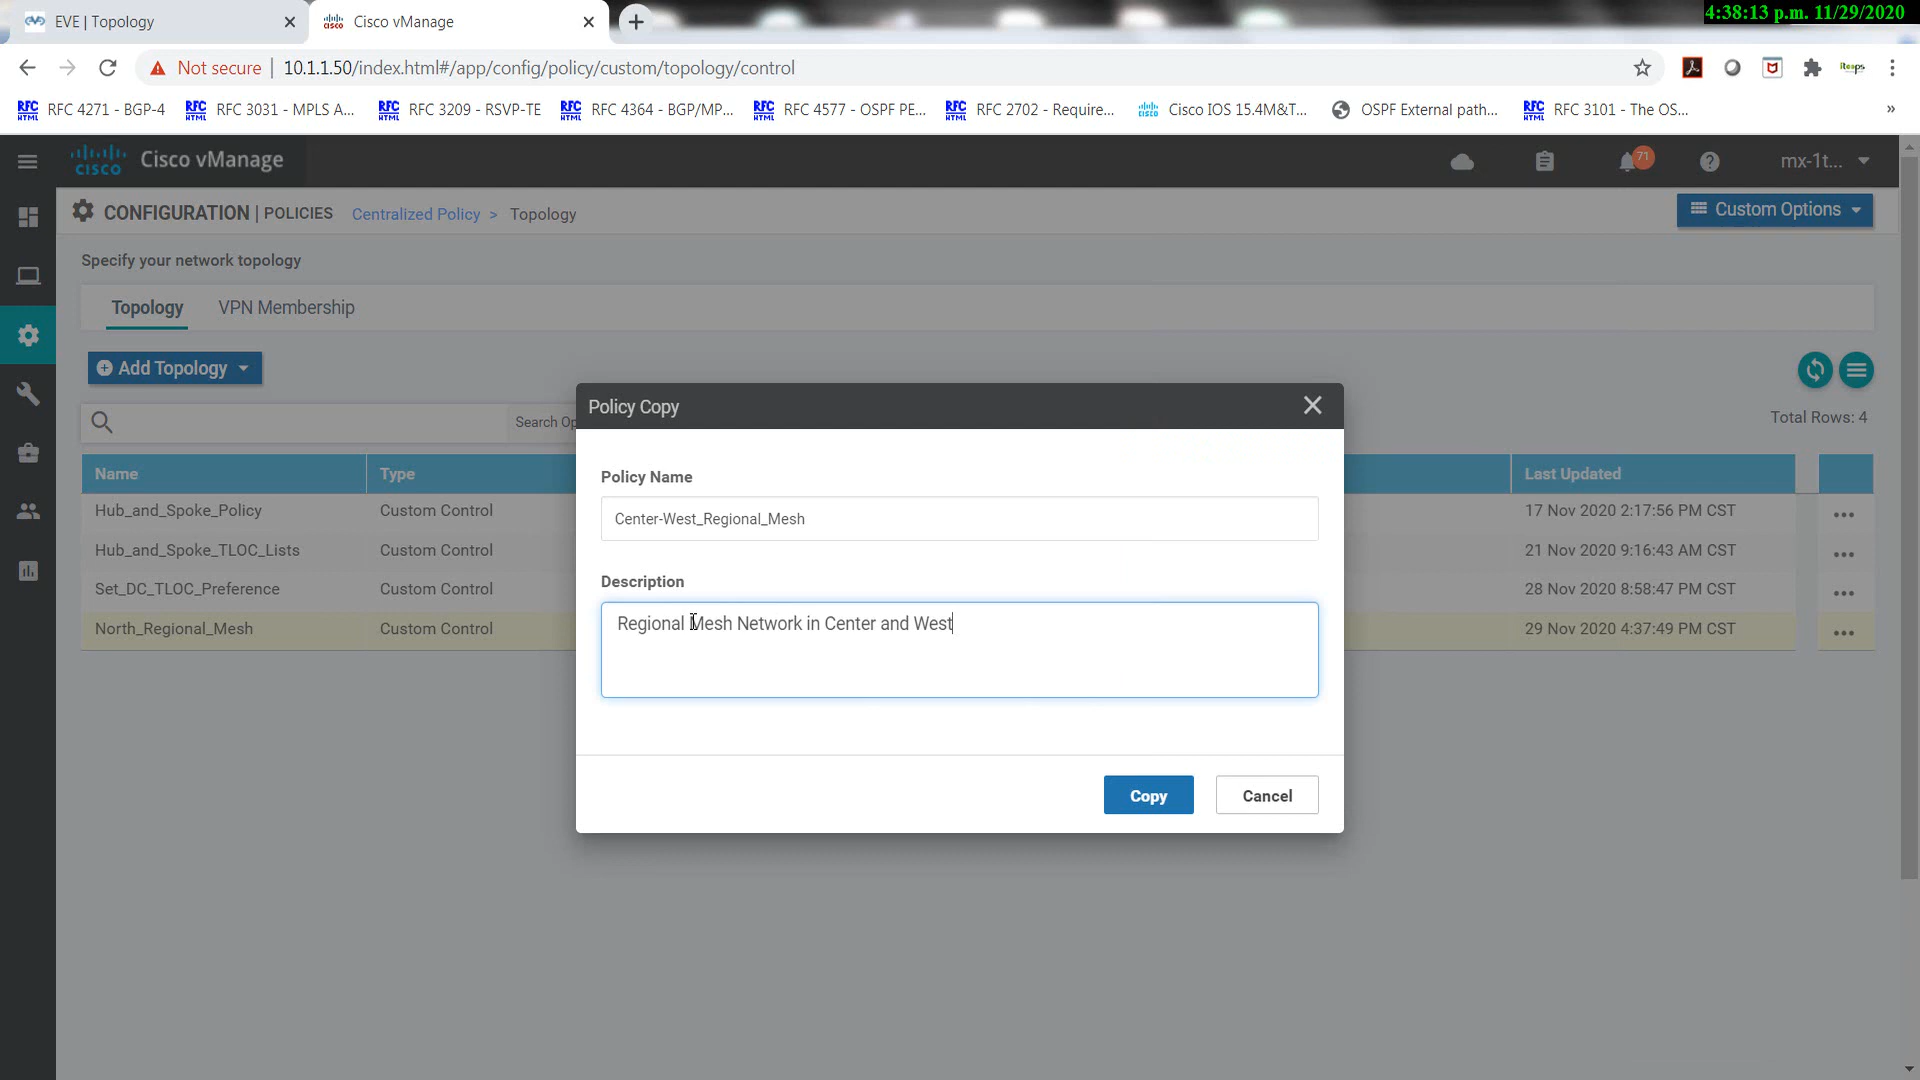 EVE | Topology
Cisco vManage
4:38:13 p.m. 11/29/2020
Not secure | 10.1.1.50/index.html#/app/config/policy/custom/topology/control
RFC 4271 - BGP-4
RFC 3031 - MPLS A...
RFC 3209 - RSVP-TE
RFC 4364 - BGP/MP...
RFC 4577 - OSPF PE...
RFC 2702 - Require...
Cisco IOS 15.4M&T...
OSPF External path...
RFC 3101 - The OS...
»
cisco Cisco vManage
71
mx-1t...
CONFIGURATION | POLICIES Centralized Policy > Topology
Custom Options
Specify your network topology
Topology VPN Membership
Add Topology
Search Op
Total Rows: 4
Name Type Last Updated
Hub_and_Spoke_Policy Custom Control 17 Nov 2020 2:17:56 PM CST
Hub_and_Spoke_TLOC_Lists Custom Control 21 Nov 2020 9:16:43 AM CST
Set_DC_TLOC_Preference Custom Control 28 Nov 2020 8:58:47 PM CST
North_Regional_Mesh Custom Control 29 Nov 2020 4:37:49 PM CST
Policy Copy
Policy Name
Center-West_Regional_Mesh
Description
Regional Mesh Network in Center and West
Copy Cancel